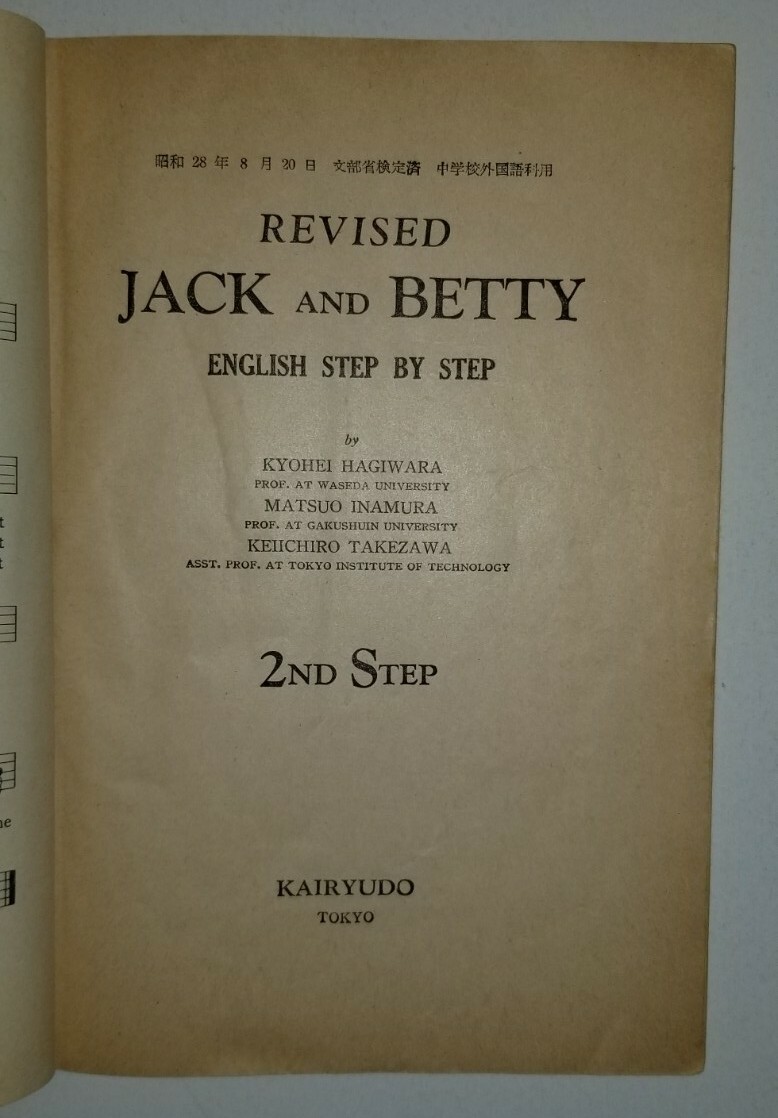 昭和 28 年 8 月 20 日 文部省検定済 中学校外国語科用
REVISED
JACK AND BETTY
ENGLISH STEP BY STEP
by
KYOHEI HAGIWARA
PROF. AT WASEDA UNIVERSITY
MATSUO INAMURA
PROF. AT GAKUSHUIN UNIVERSITY
KEIICHIRO TAKEZAWA
ASST. PROF. AT TOKYO INSTITUTE OF TECHNOLOGY
2ND STEP
KAIRYUDO
TOKYO